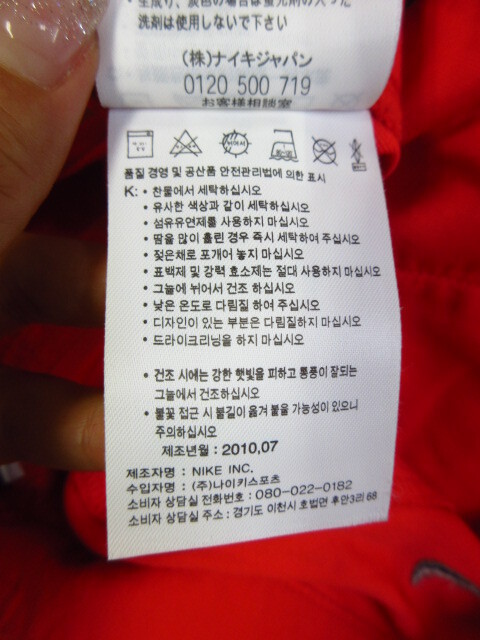 ・生成り、淡色の場合は蛍光剤の入った
洗剤は使用しないで下さい
(株)ナイキジャパン
0120 500 719
お客様相談室
품질 경영 및 공산품 안전관리법에 의한 표시
K: • 찬물에서 세탁하십시오
• 유사한 색상과 같이 세탁하십시오
• 섬유유연제를 사용하지 마십시오
• 땀을 많이 흘린 경우 즉시 세탁하여 주십시오
• 젖은채로 포개어 놓지 마십시오
• 표백제 및 강력 효소제는 절대 사용하지 마십시오
• 그늘에 뉘어서 건조 하십시오
• 낮은 온도로 다림질 하여 주십시오
• 디자인이 있는 부분은 다림질하지 마십시오
• 드라이크리닝을 하지 마십시오
• 건조 시에는 강한 햇빛을 피하고 통풍이 잘되는
그늘에서 건조하십시오
• 불꽃 접근 시 불길이 옮겨 붙을 가능성이 있으니
주의하십시오
제조년월 : 2010,07
제조자명 : NIKE INC.
수입자명 : (주)나이키스포츠
소비자 상담실 전화번호 : 080-022-0182
소비자 상담실 주소 : 경기도 이천시 호법면 후안3리 68